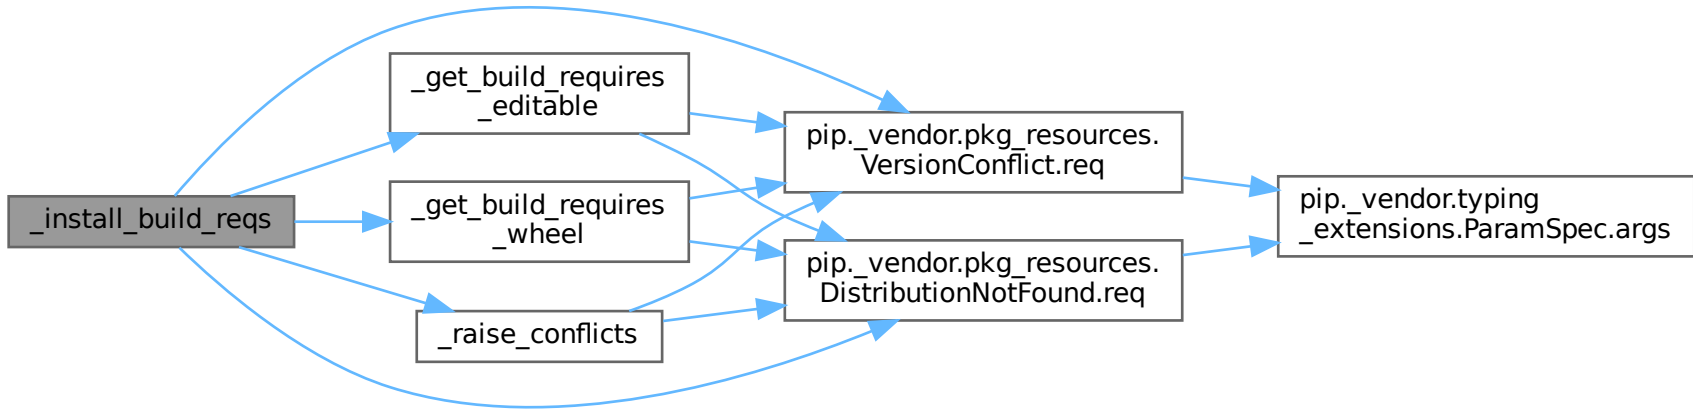 _install_build_reqs
_get_build_requires
_editable
_get_build_requires
_wheel
_raise_conflicts
pip._vendor.pkg_resources.
VersionConflict.req
pip._vendor.pkg_resources.
DistributionNotFound.req
pip._vendor.typing
_extensions.ParamSpec.args